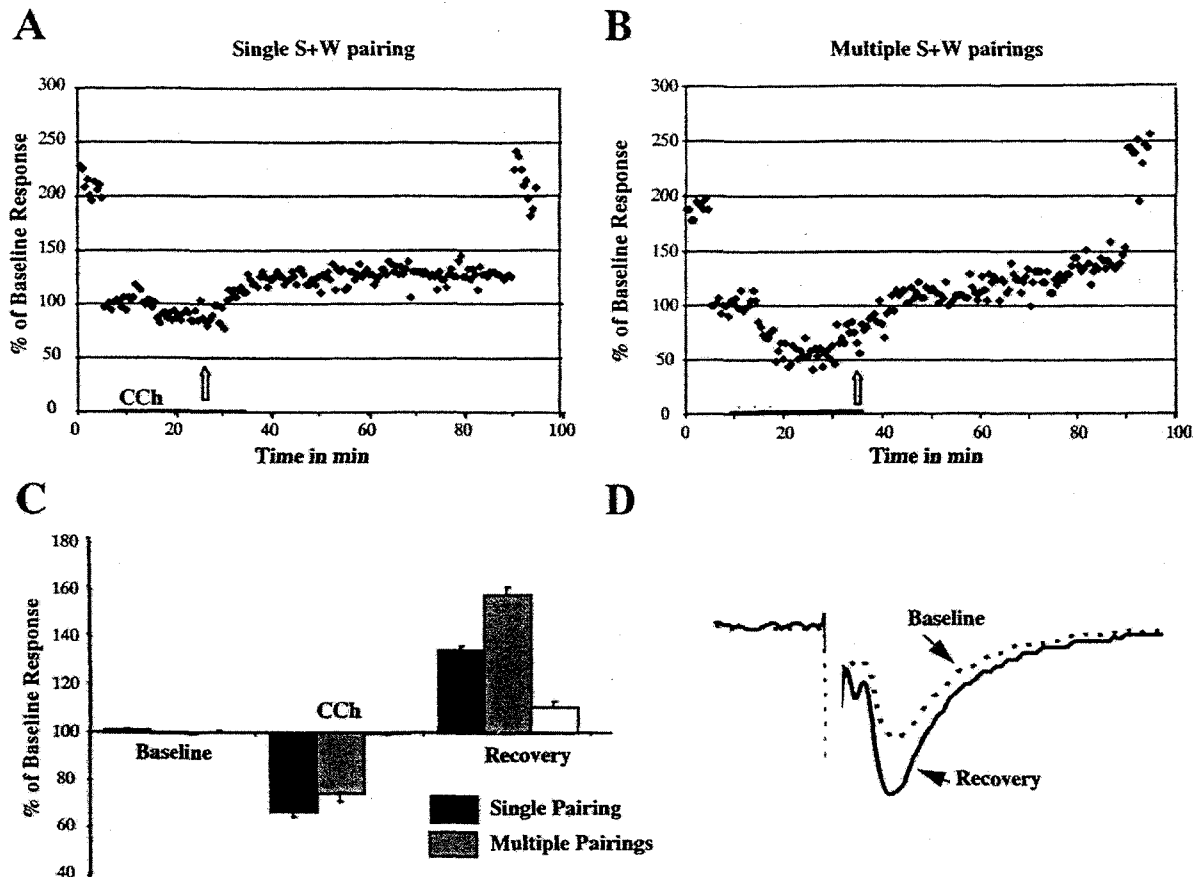 A
Single S+W pairing
% of Baseline Response
300
250
200
150
100
50
0
CCh
0
20
40
60
80
100
Time in min
B
Multiple S+W pairings
% of Baseline Response
300
250
200
150
100
50
0
0
20
40
60
80
100
Time in min
C
% of Baseline Response
180
160
140
120
100
80
60
40
Baseline
CCh
Recovery
Single Pairing
Multiple Pairings
D
Baseline
Recovery